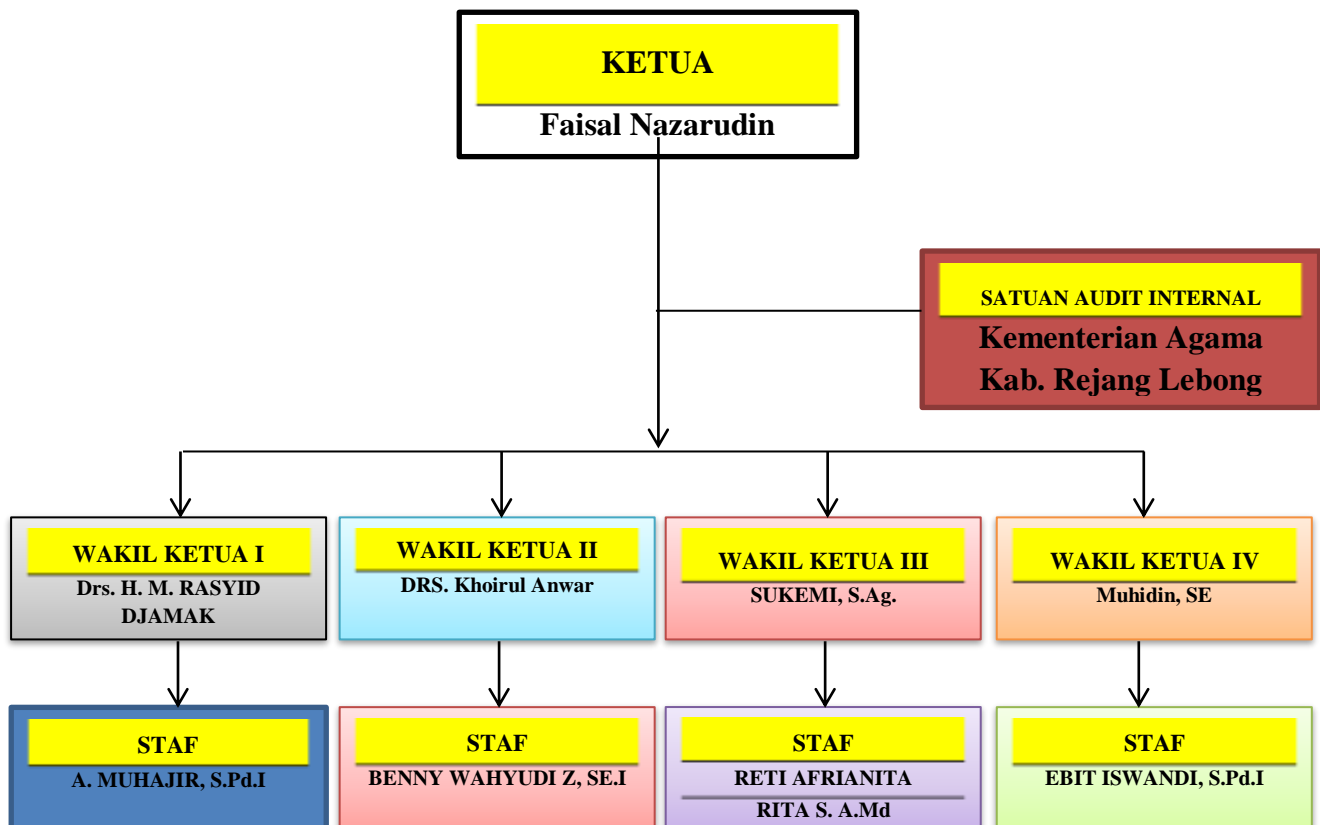 KETUA
Faisal Nazarudin
SATUAN AUDIT INTERNAL
Kementerian Agama
Kab. Rejang Lebong
WAKIL KETUA I
Drs. H. M. RASYID
DJAMAK
WAKIL KETUA II
DRS. Khoirul Anwar
WAKIL KETUA III
SUKEMI, S.Ag.
WAKIL KETUA IV
Muhidin, SE
STAF
A. MUHAJIR, S.Pd.I
STAF
BENNY WAHYUDI Z, SE.I
STAF
RETI AFRIANITA
RITA S. A.Md
STAF
EBIT ISWANDI, S.Pd.I